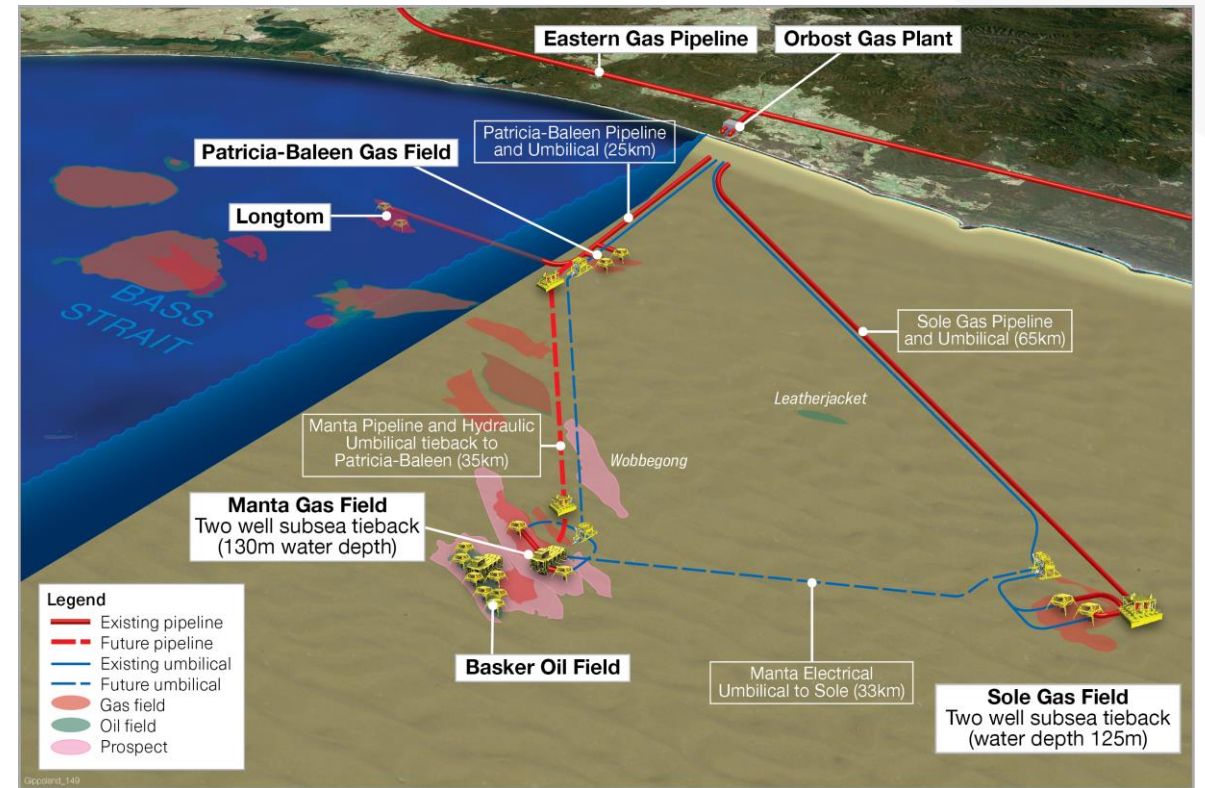 Eastern Gas Pipeline
Orbost Gas Plant
Patricia-Baleen Pipeline
and Umbilical (25km)
Patricia-Baleen Gas Field
Longtom
BASS
STRAIT
Sole Gas Pipeline
and Umbilical (65km)
Leatherjacket
Manta Pipeline and Hydraulic
Umbilical tieback to
Patricia-Baleen (35km)
Wobbegong
Manta Gas Field
Two well subsea tieback
(130m water depth)
Legend
Existing pipeline
Future pipeline
Existing umbilical
Future umbilical
Gas field
Oil field
Prospect
Basker Oil Field
Manta Electrical
Umbilical to Sole (33km)
Sole Gas Field
Two well subsea tieback
(water depth 125m)
Gippsland_149